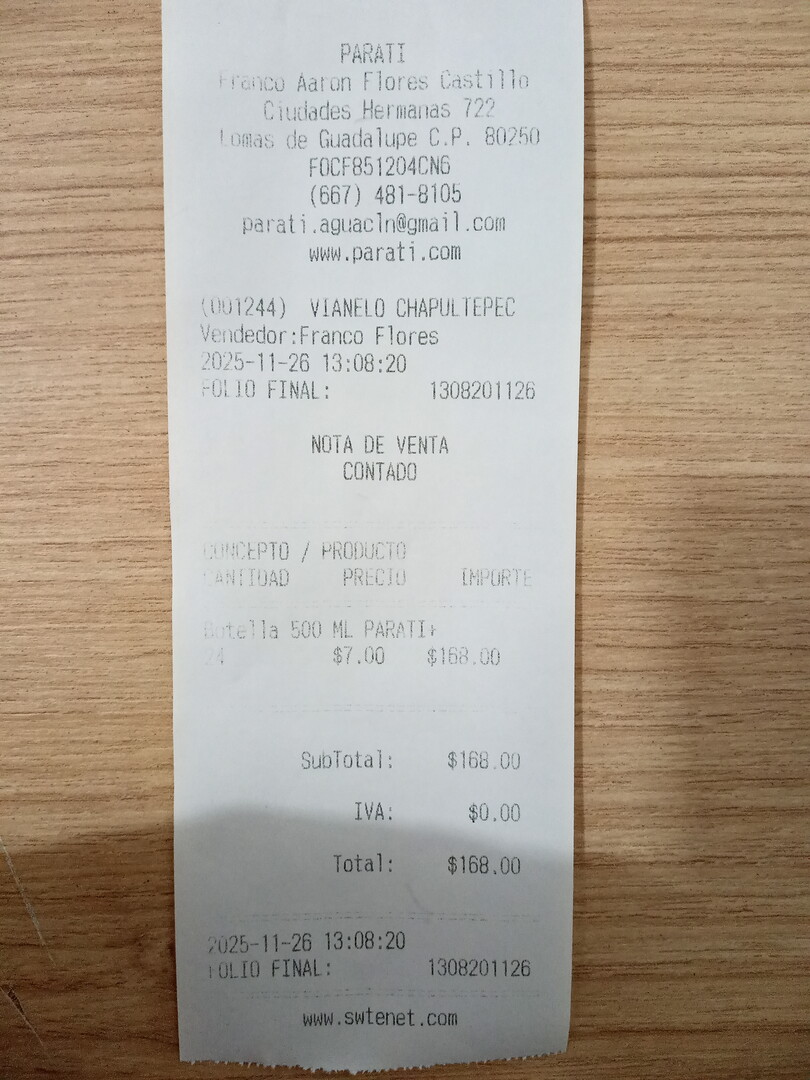 PARATI
Franco Aaron Flores Castillo
Ciudades Hermanas 722
Lomas de Guadalupe C.P. 80250
FOCF851204CN6
(667) 481-8105
parati.aguacln@gmail.com
www.parati.com
(001244) VIANELO CHAPULTEPEC
Vendedor:Franco Flores
2025-11-26 13:08:20
FOLIO FINAL: 1308201126
NOTA DE VENTA
CONTADO
CONCEPTO / PRODUCTO
CANTIDAD PRECIO IMPORTE
Botella 500 ML PARATI+
24 $7.00 $168.00
SubTotal: $168.00
IVA: $0.00
Total: $168.00
2025-11-26 13:08:20
FOLIO FINAL: 1308201126
www.swtenet.com